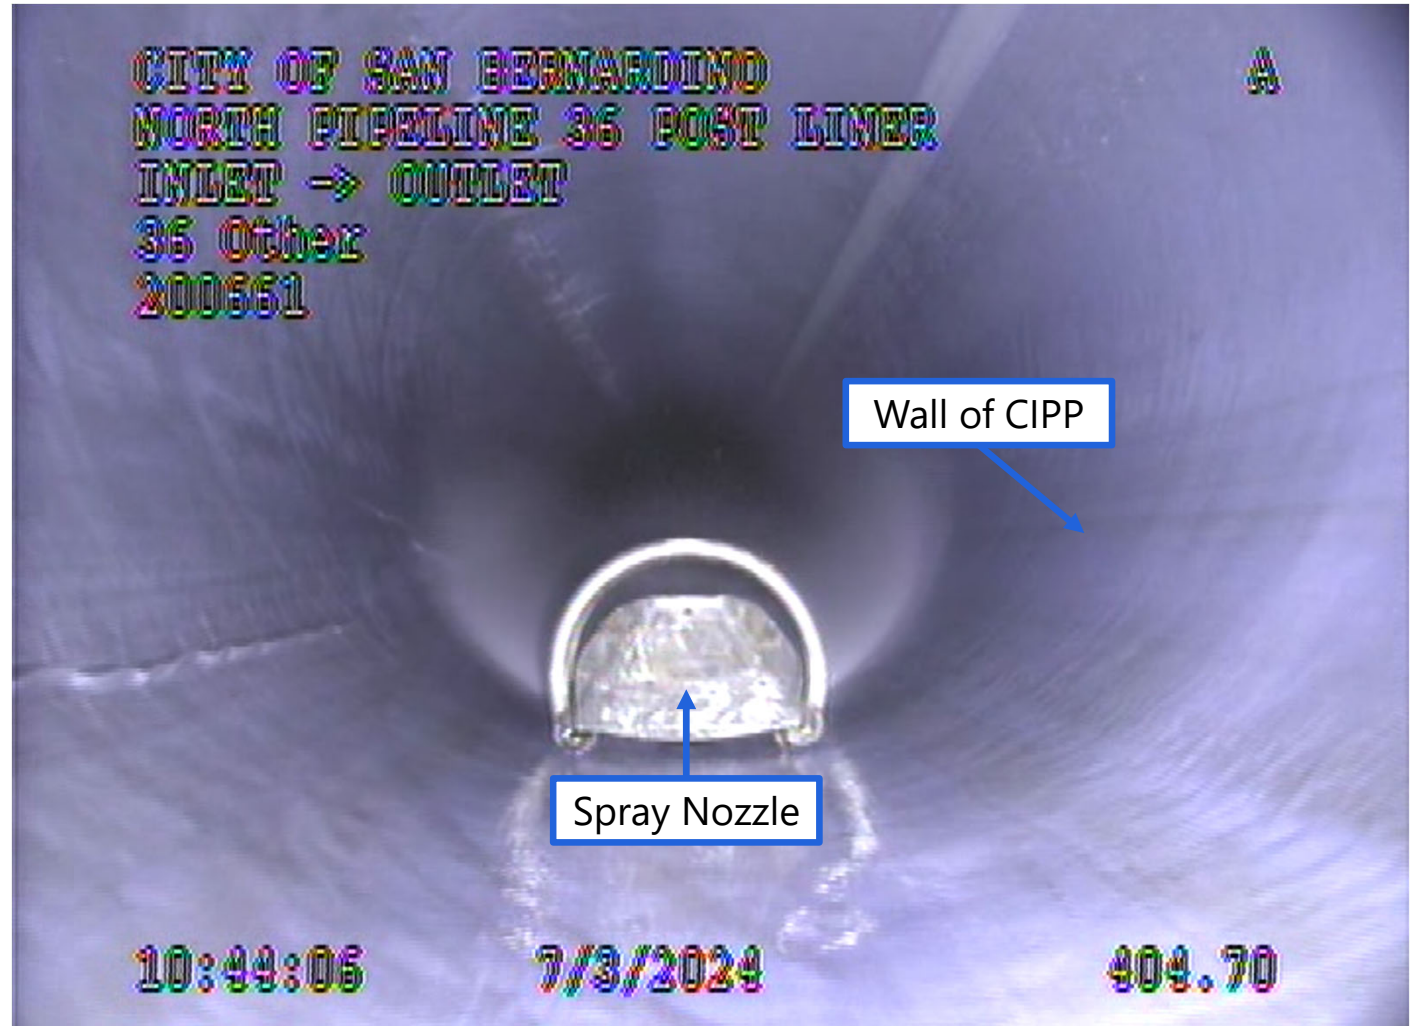 CITY OF SAN BERNARDINO
A
NORTH PIPELINE 36 POST LINER
INLET -> OUTLET
36 Other
200551
Wall of CIPP
Spray Nozzle
10:44:06
7/3/2024
404.70